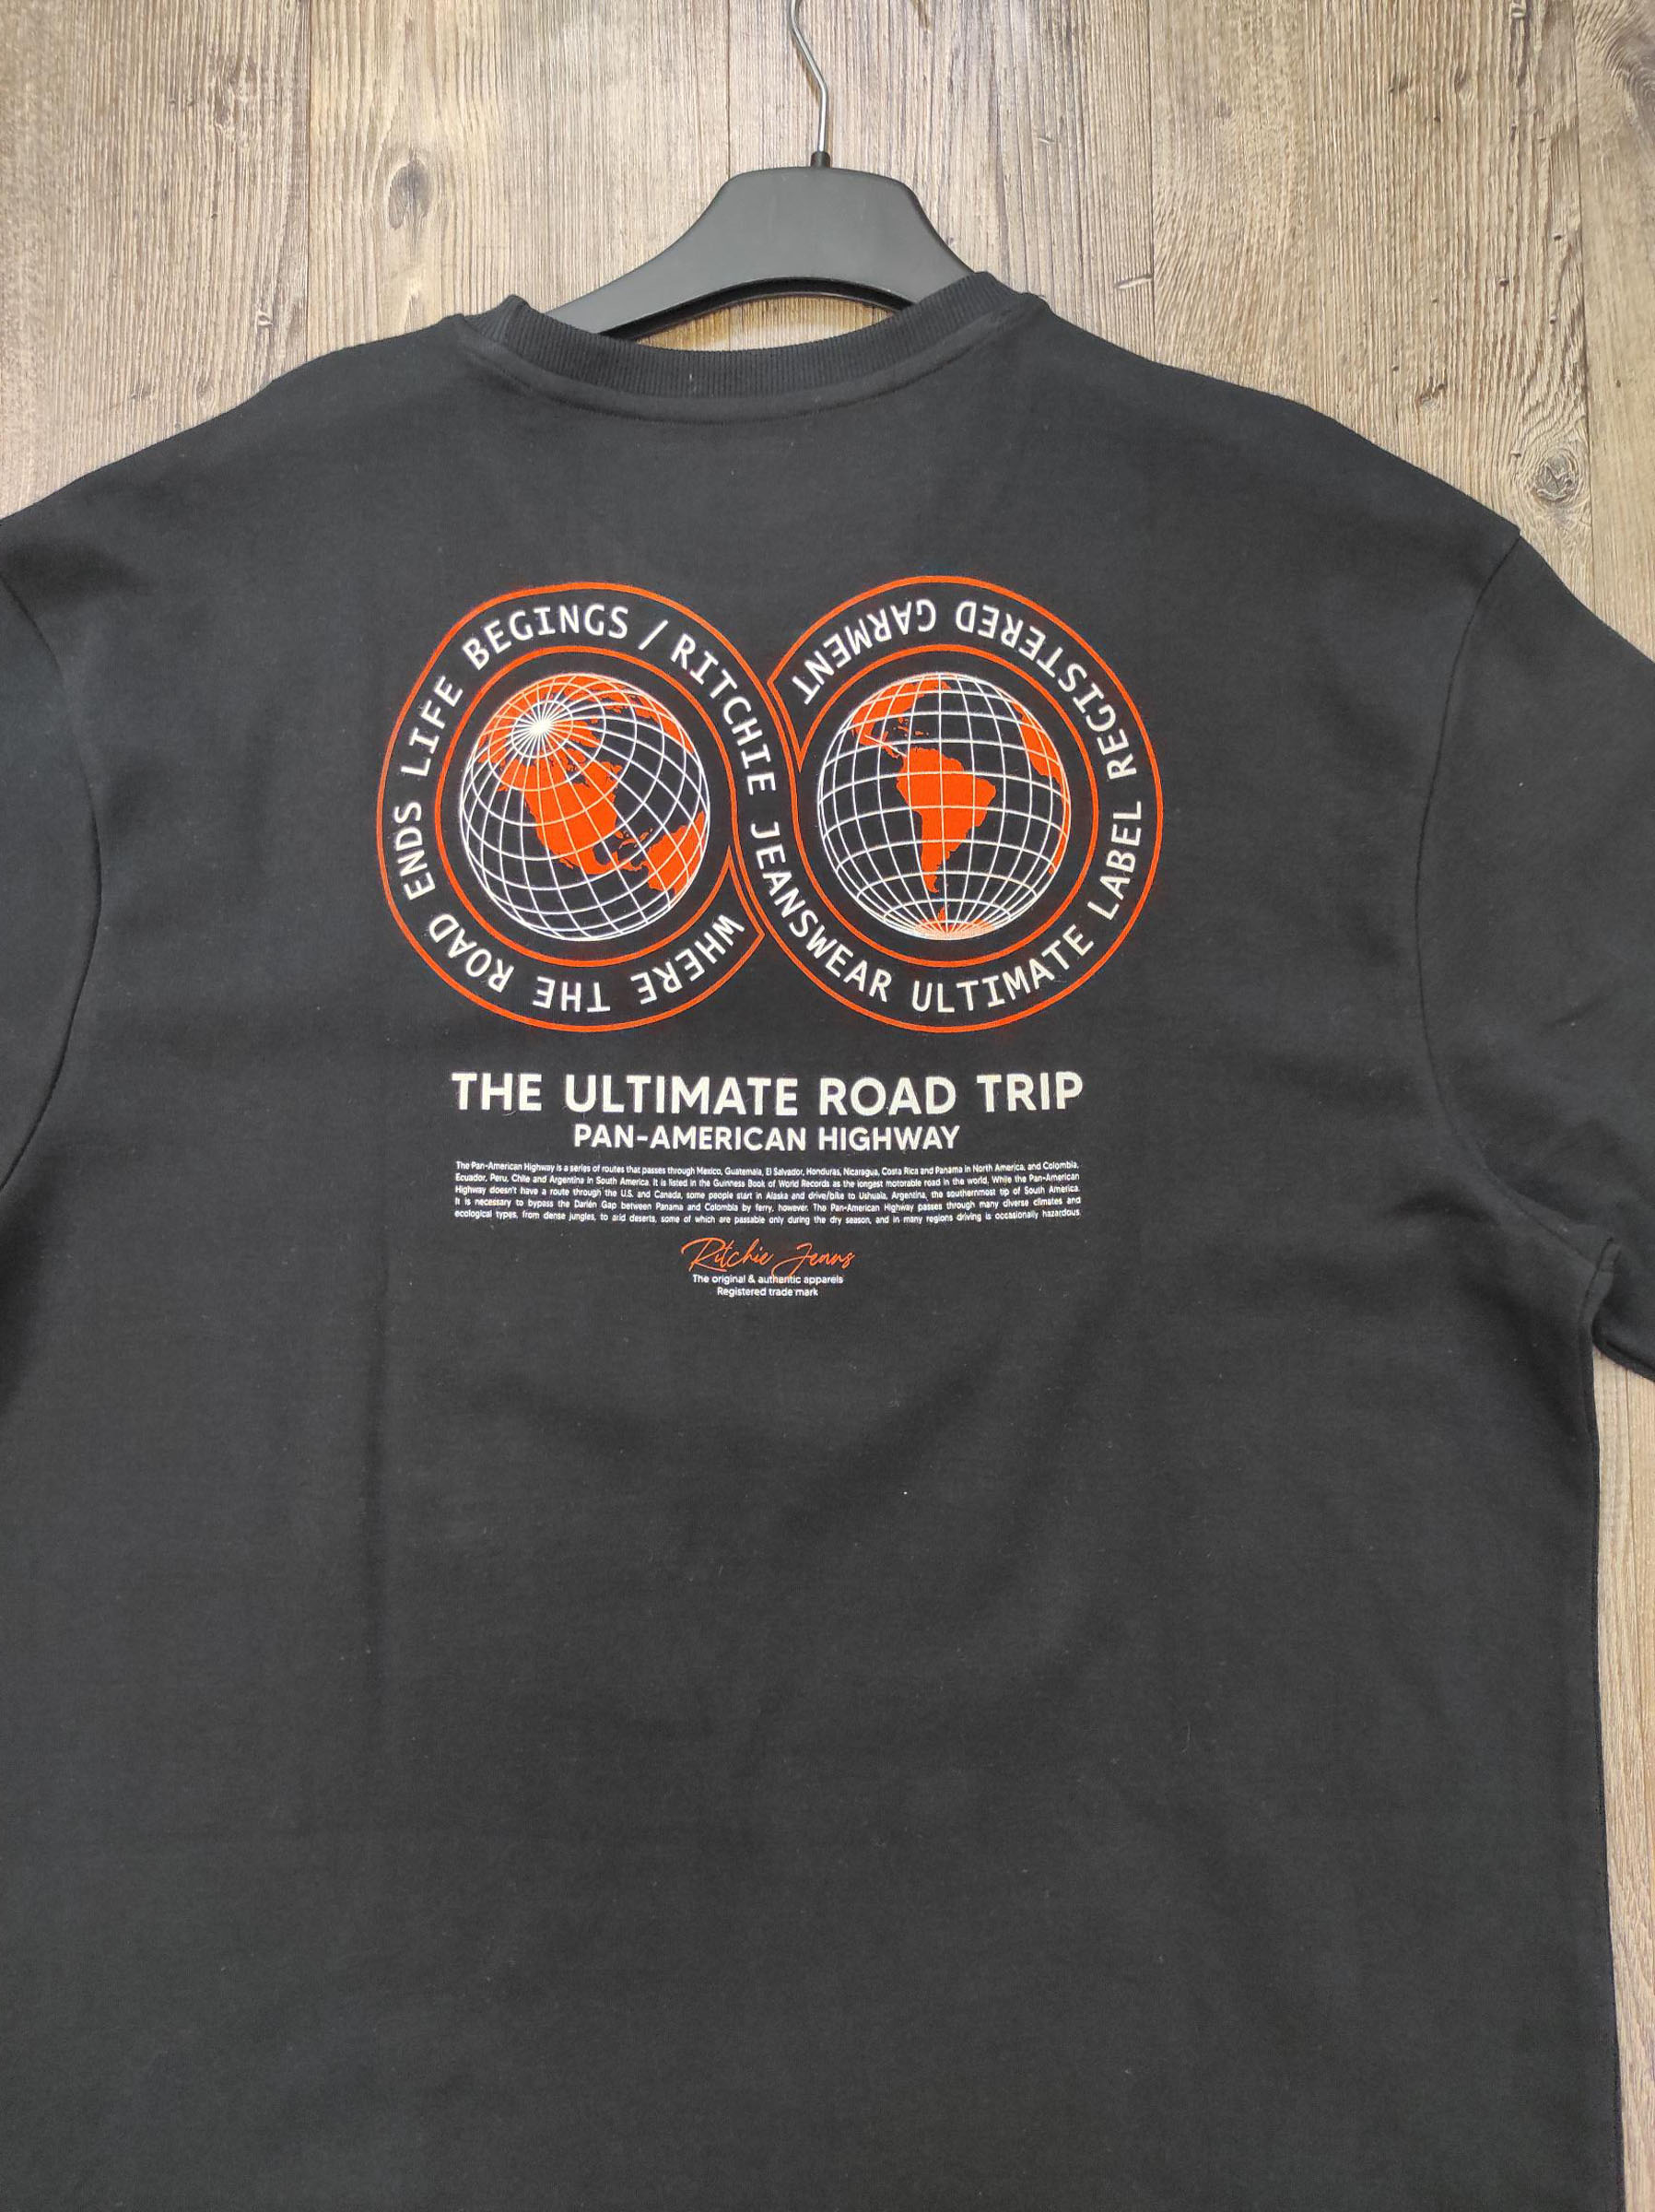 WHERE THE ROAD ENDS LIFE BEGINGS / RITCHIE JEANSWEAR ULTIMATE LABEL REGISTERED GARMENT
THE ULTIMATE ROAD TRIP
PAN-AMERICAN HIGHWAY
The Pan-American Highway is a series of routes that passes through Mexico, Guatemala, El Salvador, Honduras, Nicaragua, Costa Rica and Panama in North America, and Colombia,
Ecuador, Peru, Chile and Argentina in South America. It is listed in the Guinness Book of World Records as the longest motorable road in the world. While the Pan-American
Highway doesn't have a route through the U.S. and Canada, some people start in Alaska and drive/bike to Ushuaia, Argentina, the southernmost tip of South America.
It is necessary to bypass the Darién Gap between Panama and Colombia by ferry, however. The Pan-American Highway passes through many diverse climates and
ecological types, from dense jungles, to arid deserts, some of which are passable only during the dry season, and in many regions driving is occasionally hazardous.
Ritchie Jeans
The original & authentic apparels
Registered trade mark